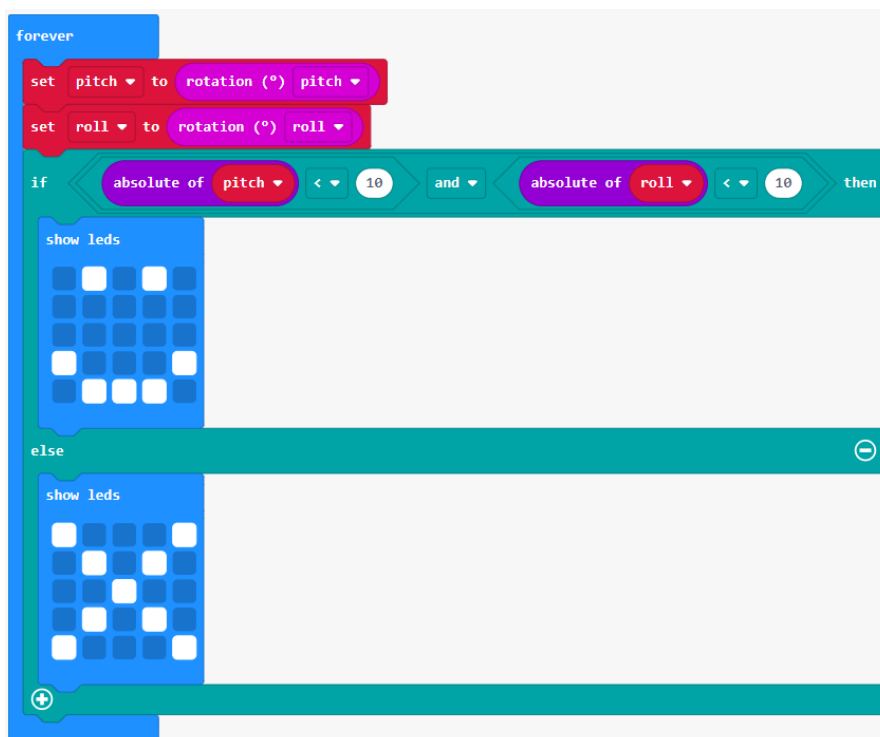 forever
set pitch to rotation (°) pitch
set roll to rotation (°) roll
if absolute of pitch < 10 and absolute of roll < 10 then
show leds
else
show leds